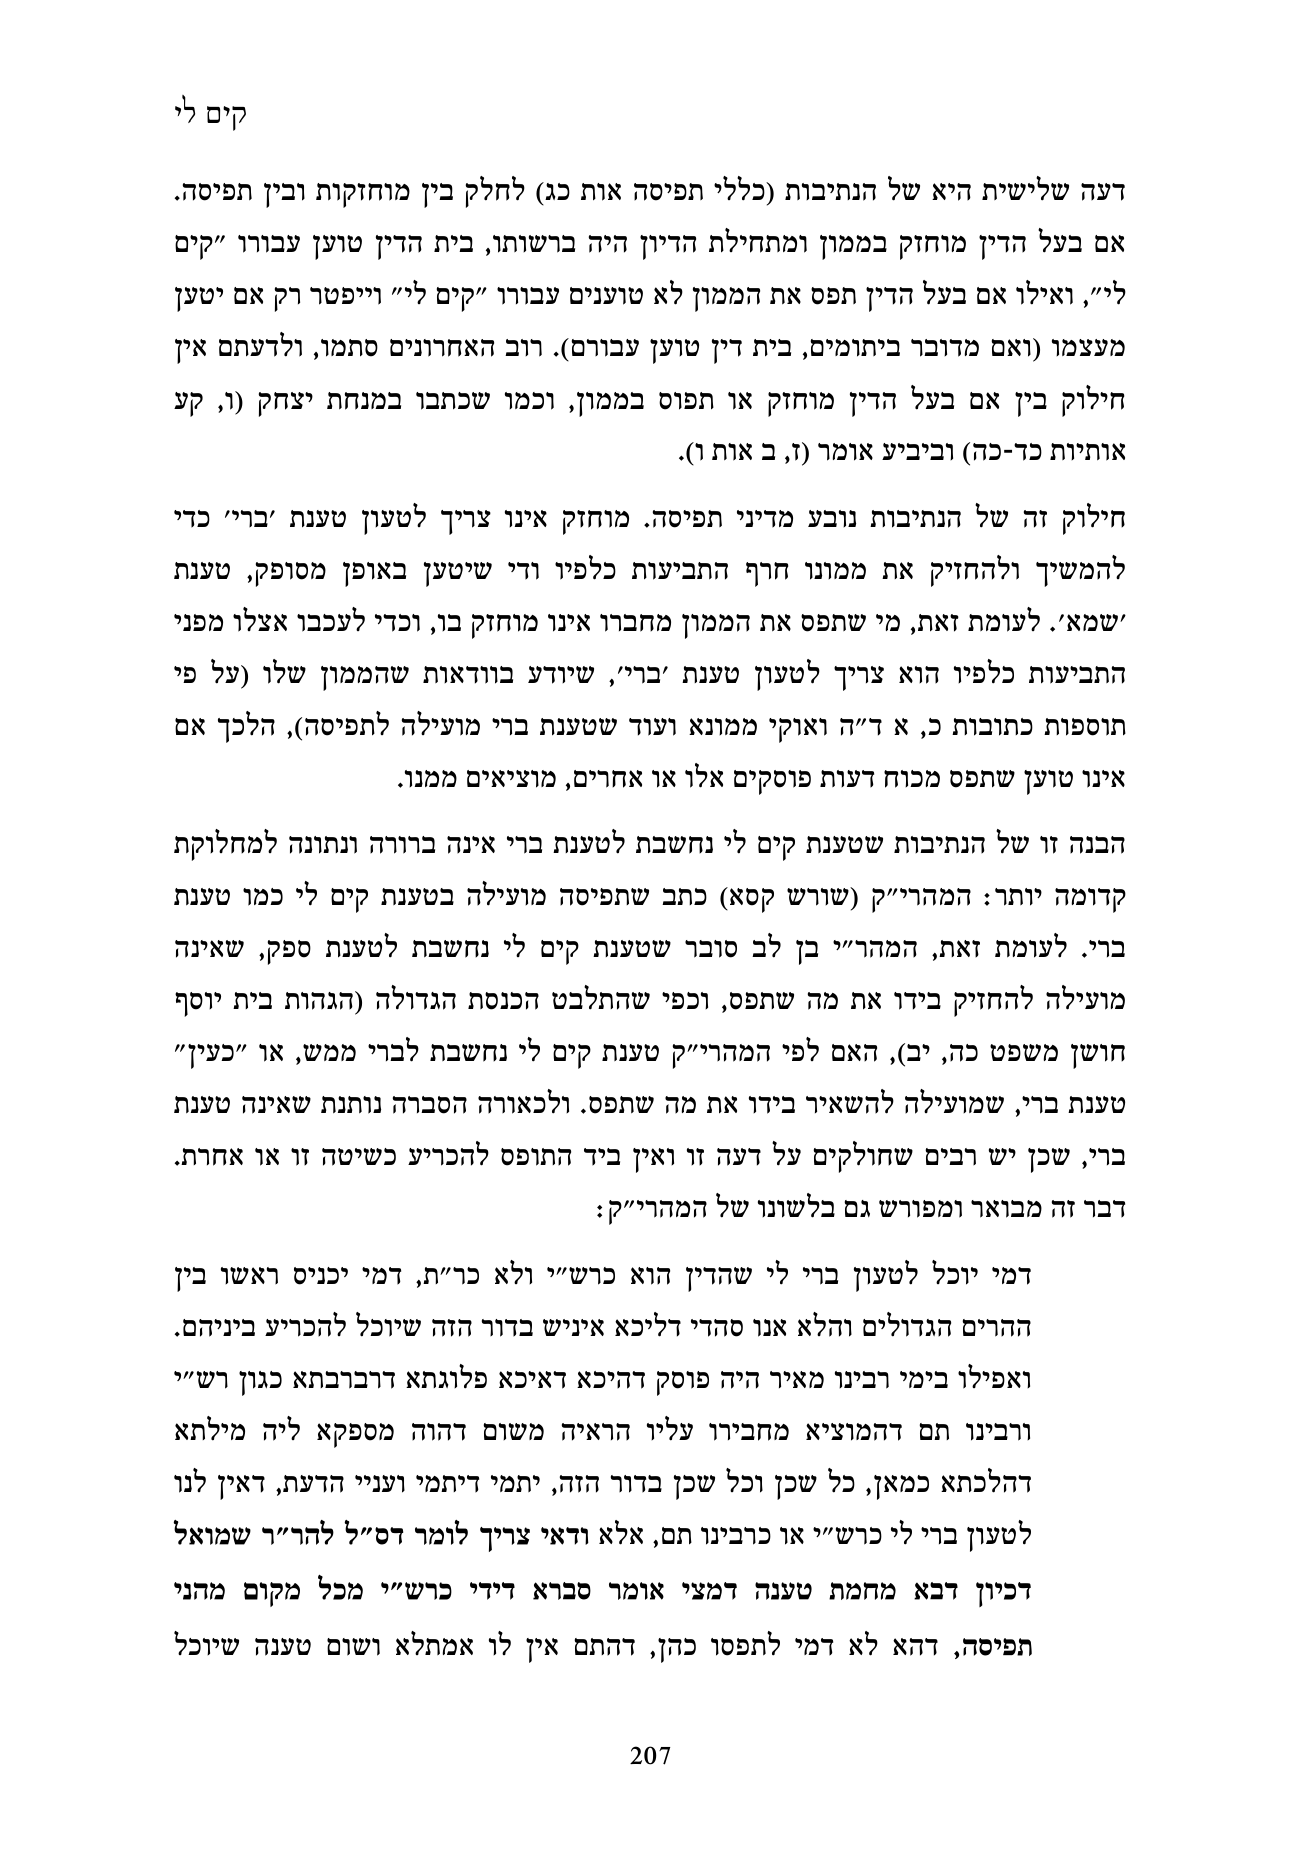 קים לי
דעה שלישית היא של הנתיבות (כללי תפיסה אות כג) לחלק בין מוחזקות ובין תפיסה.
אם בעל הדין מוחזק בממון ומתחילת הדיון היה ברשותו, בית הדין טוען עבורו ״קים
לי״, ואילו אם בעל הדין תפס את הממון לא טוענים עבורו ״קים לי״ וייפטר רק אם יטען
מעצמו (ואם מדובר ביתומים, בית דין טוען עבורם). רוב האחרונים סתמו, ולדעתם אין
חילוק בין אם בעל הדין מוחזק או תפוס בממון, וכמו שכתבו במנחת יצחק (ו, קע
אותיות כד-כה) וביביע אומר (ז, ב אות ו).
חילוק זה של הנתיבות נובע מדיני תפיסה. מוחזק אינו צריך לטעון טענת ׳ברי׳ כדי
להמשיך ולהחזיק את ממונו חרף התביעות כלפיו ודי שיטען באופן מסופק, טענת
׳שמא׳. לעומת זאת, מי שתפס את הממון מחברו אינו מוחזק בו, וכדי לעכבו אצלו מפני
התביעות כלפיו הוא צריך לטעון טענת ׳ברי׳, שיודע בוודאות שהממון שלו (על פי
תוספות כתובות כ, א ד״ה ואוקי ממונא ועוד שטענת ברי מועילה לתפיסה), הלכך אם
אינו טוען שתפס מכוח דעות פוסקים אלו או אחרים, מוציאים ממנו.
הבנה זו של הנתיבות שטענת קים לי נחשבת לטענת ברי אינה ברורה ונתונה למחלוקת
קדומה יותר: המהרי״ק (שורש קסא) כתב שתפיסה מועילה בטענת קים לי כמו טענת
ברי. לעומת זאת, המהר״י בן לב סובר שטענת קים לי נחשבת לטענת ספק, שאינה
מועילה להחזיק בידו את מה שתפס, וכפי שהתלבט הכנסת הגדולה (הגהות בית יוסף
חושן משפט כה, יב), האם לפי המהרי״ק טענת קים לי נחשבת לברי ממש, או ״כעין״
טענת ברי, שמועילה להשאיר בידו את מה שתפס. ולכאורה הסברה נותנת שאינה טענת
ברי, שכן יש רבים שחולקים על דעה זו ואין ביד התופס להכריע כשיטה זו או אחרת.
דבר זה מבואר ומפורש גם בלשונו של המהרי״ק:
דמי יוכל לטעון ברי לי שהדין הוא כרש״י ולא כר״ת, דמי יכניס ראשו בין
ההרים הגדולים והלא אנו סהדי דליכא איניש בדור הזה שיוכל להכריע ביניהם.
ואפילו בימי רבינו מאיר היה פוסק דהיכא דאיכא פלוגתא דרברבתא כגון רש״י
ורבינו תם דהמוציא מחבירו עליו הראיה משום דהוה מספקא ליה מילתא
דהלכתא כמאן, כל שכן וכל שכן בדור הזה, יתמי דיתמי ועניי הדעת, דאין לנו
לטעון ברי לי כרש״י או כרבינו תם, אלא ודאי צריך לומר דס״ל להר״ר שמואל
דכיון דבא מחמת טענה דמצי אומר סברא דידי כרש״י מכל מקום מהני
תפיסה, דהא לא דמי לתפסו כהן, דהתם אין לו אמתלא ושום טענה שיוכל
207